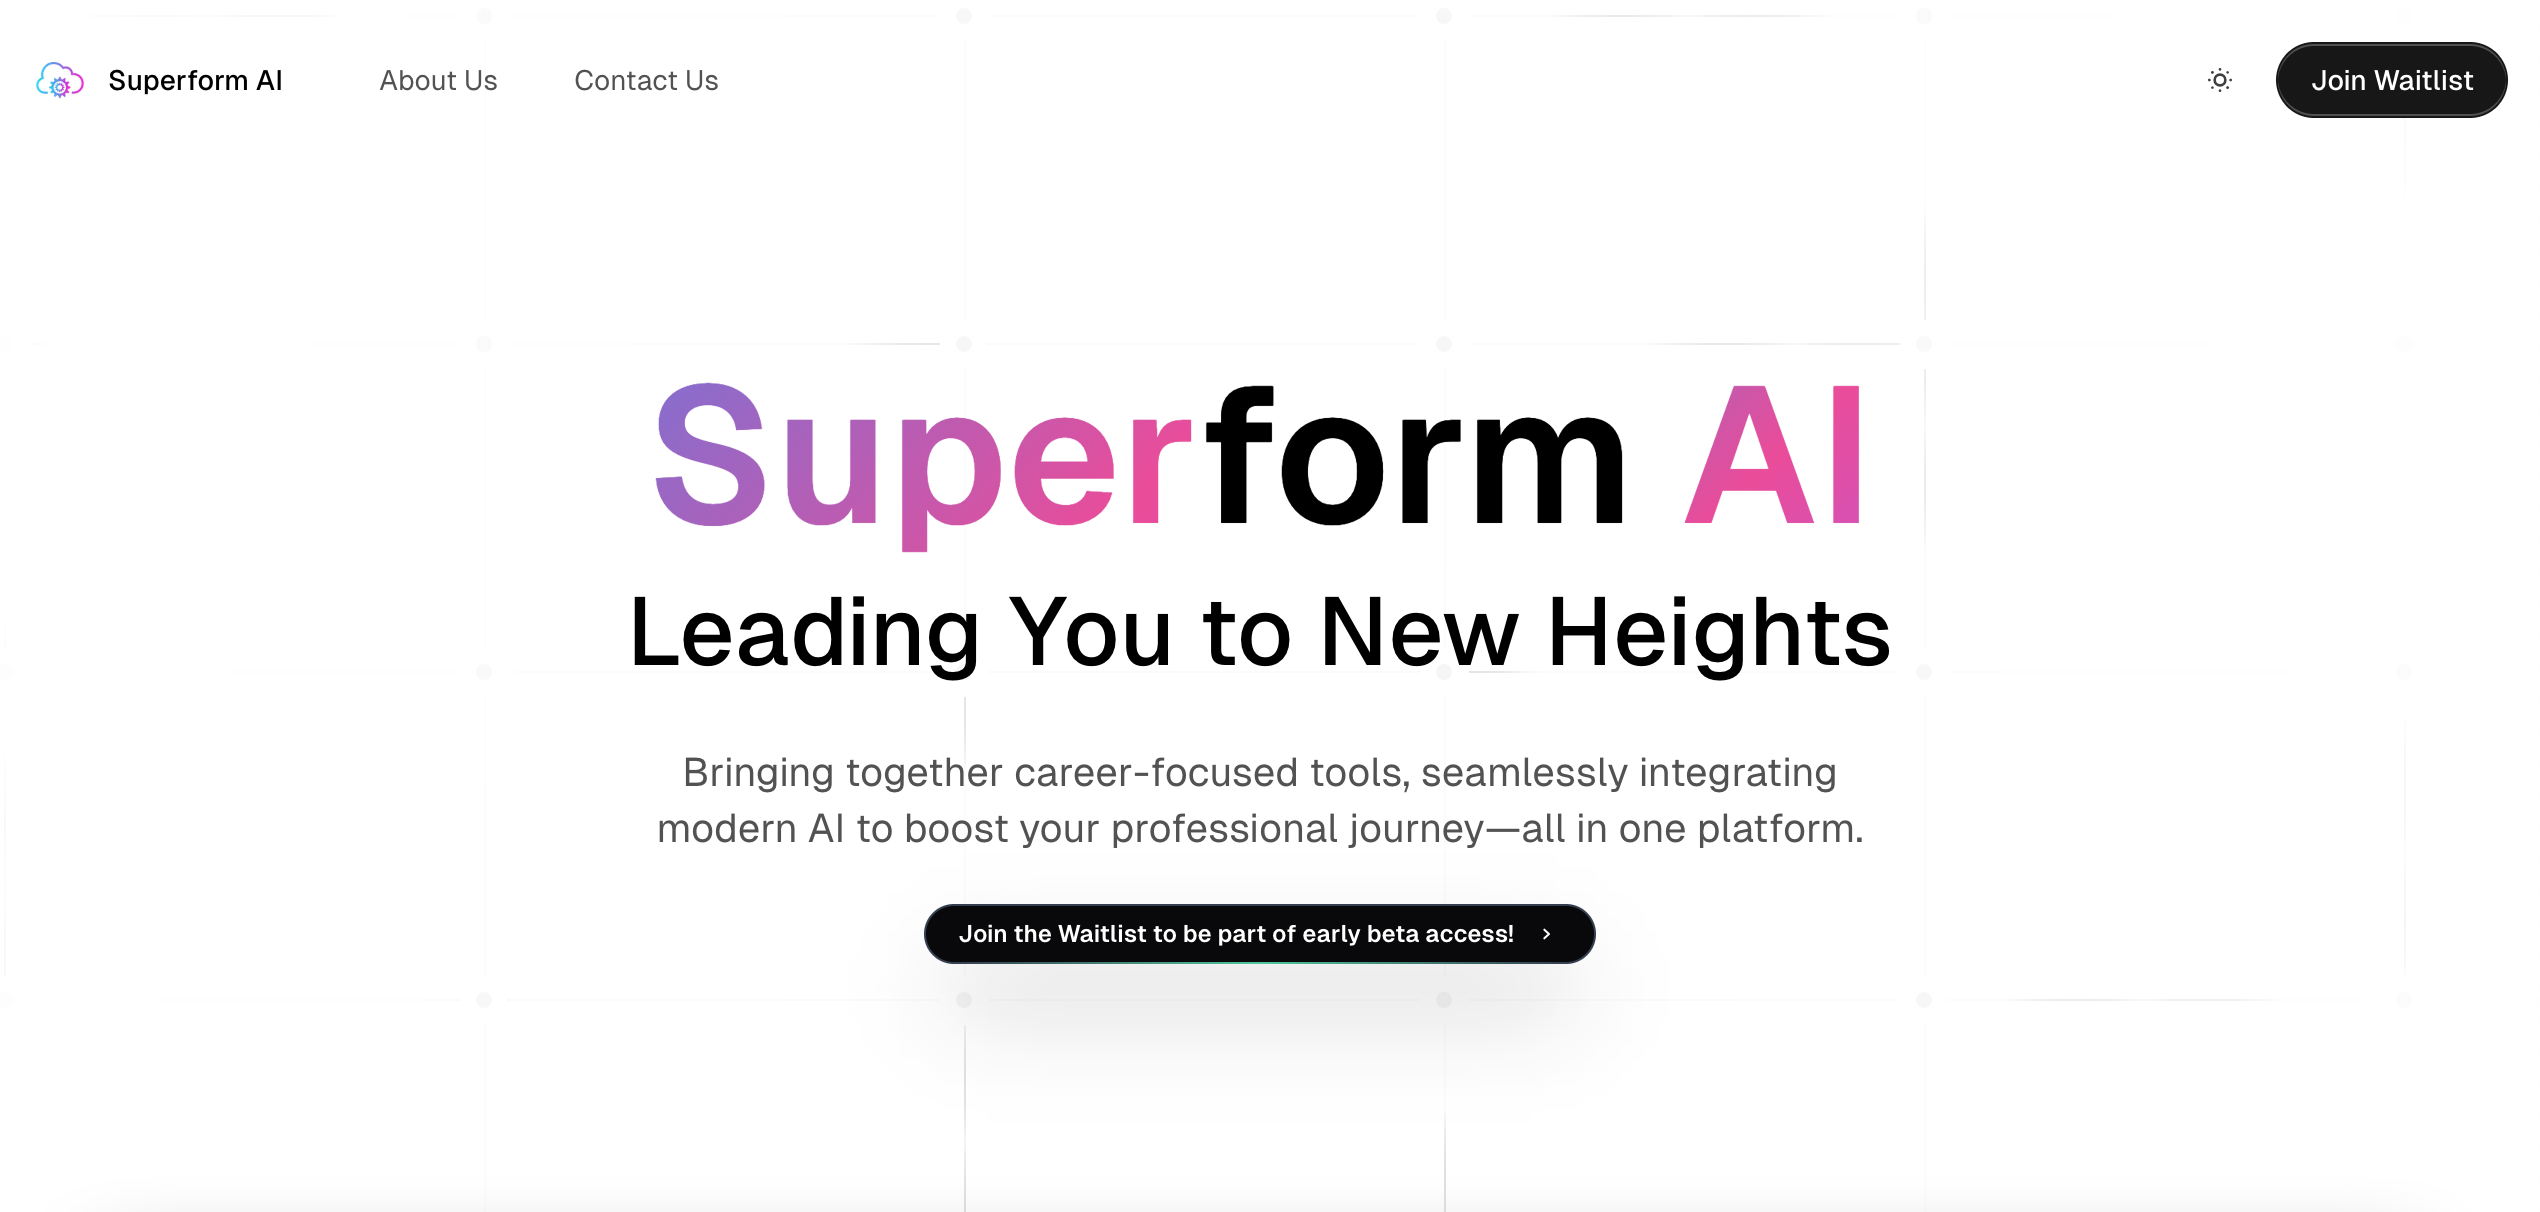 Superform AI
About Us
Contact Us
Join Waitlist
Superform AI
Leading You to New Heights
Bringing together career-focused tools, seamlessly integrating
modern AI to boost your professional journey—all in one platform.
Join the Waitlist to be part of early beta access!